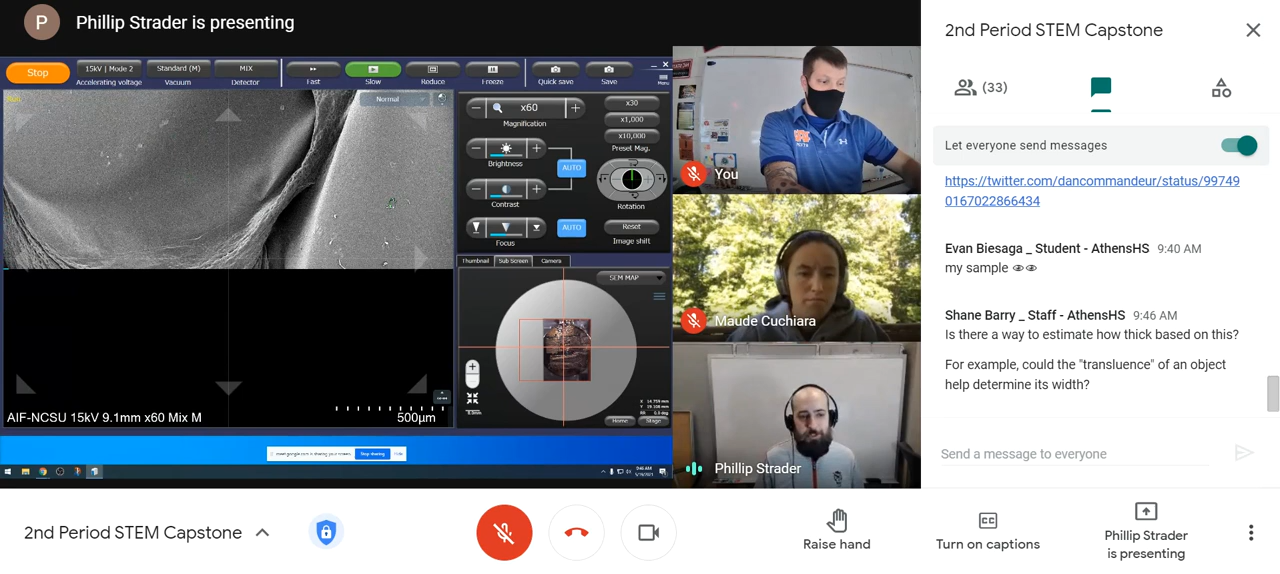 P
Phillip Strader is presenting
Stop
15kV | Mode 2
Accelerating voltage
Standard (M)
Vacuum
MIX
Detector
Fast
Slow
Reduce
Freeze
Quick save
Save
Menu
Normal
x60
Magnification
x30
x1,000
x10,000
Preset Mag.
Brightness
AUTO
Contrast
Rotation
Focus
AUTO
Reset
Image shift
Thumbnail
Sub Screen
Camera
SEM MAP
Home
Stage
AIF-NCSU 15kV 9.1mm x60 Mix M
500μm
Stop sharing
Hide
You
Maude Cuchiara
Phillip Strader
2nd Period STEM Capstone
(33)
Let everyone send messages
https://twitter.com/dancommandeur/status/99749
0167022866434
Evan Biesaga _ Student - AthensHS 9:40 AM
my sample 👁👁
Shane Barry _ Staff - AthensHS 9:46 AM
Is there a way to estimate how thick based on this?
For example, could the "transluence" of an object
help determine its width?
Send a message to everyone
2nd Period STEM Capstone
Raise hand
CC
Turn on captions
Phillip Strader
is presenting